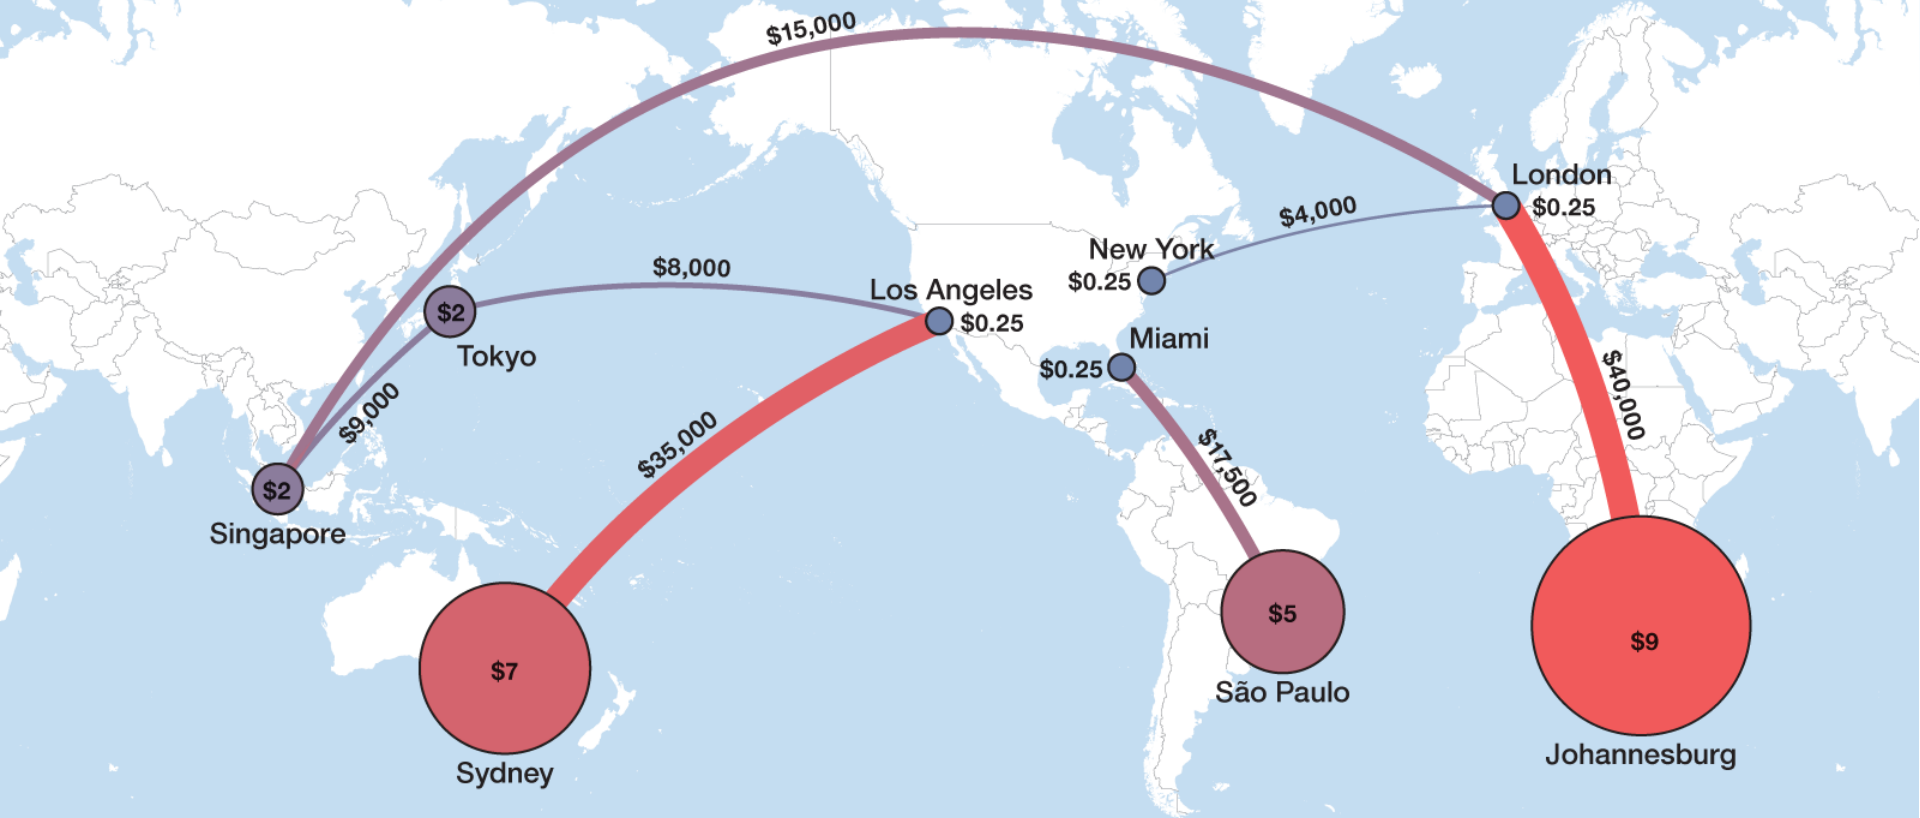 $15,000
London
$0.25
$4,000
New York
$0.25
$8,000
Los Angeles
$0.25
$2
Tokyo
Miami
$0.25
$40,000
$9,000
$35,000
$17,500
$2
Singapore
$5
São Paulo
$9
Johannesburg
$7
Sydney